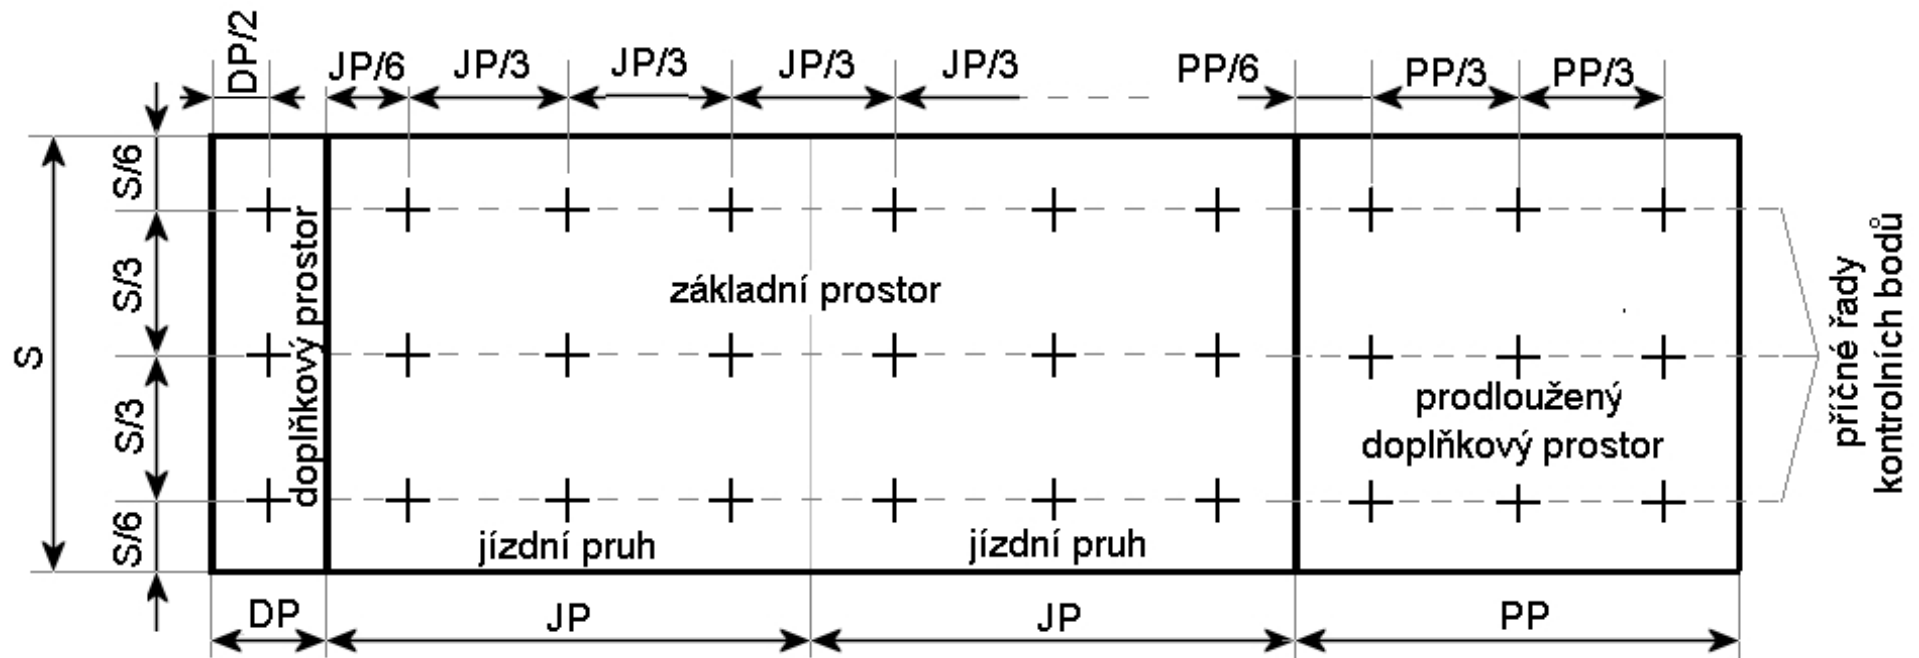 DP/2
JP/6
JP/3
JP/3
JP/3
JP/3
PP/6
PP/3
PP/3
S
S/6
S/3
S/3
S/6
doplňkový prostor
základní prostor
prodloužený
doplňkový prostor
jízdní pruh
jízdní pruh
příčné řady
kontrolních bodů
DP
JP
JP
PP